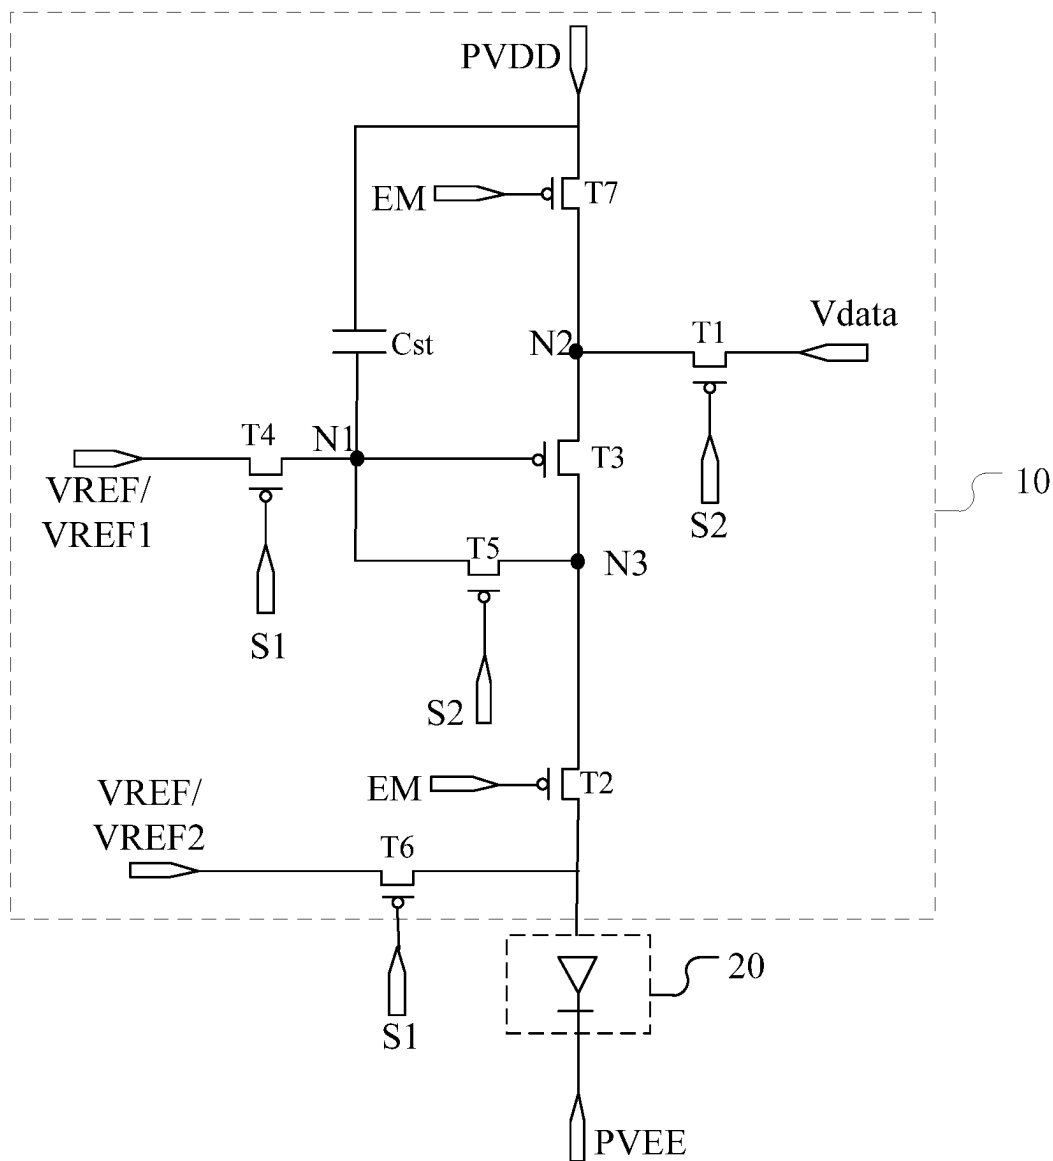 PVDD
EM
T7
Cst
N2
T1
Vdata
T4
N1
T3
VREF/
VREF1
S2
10
T5
N3
S1
S2
EM
T2
VREF/
VREF2
T6
20
S1
PVEE